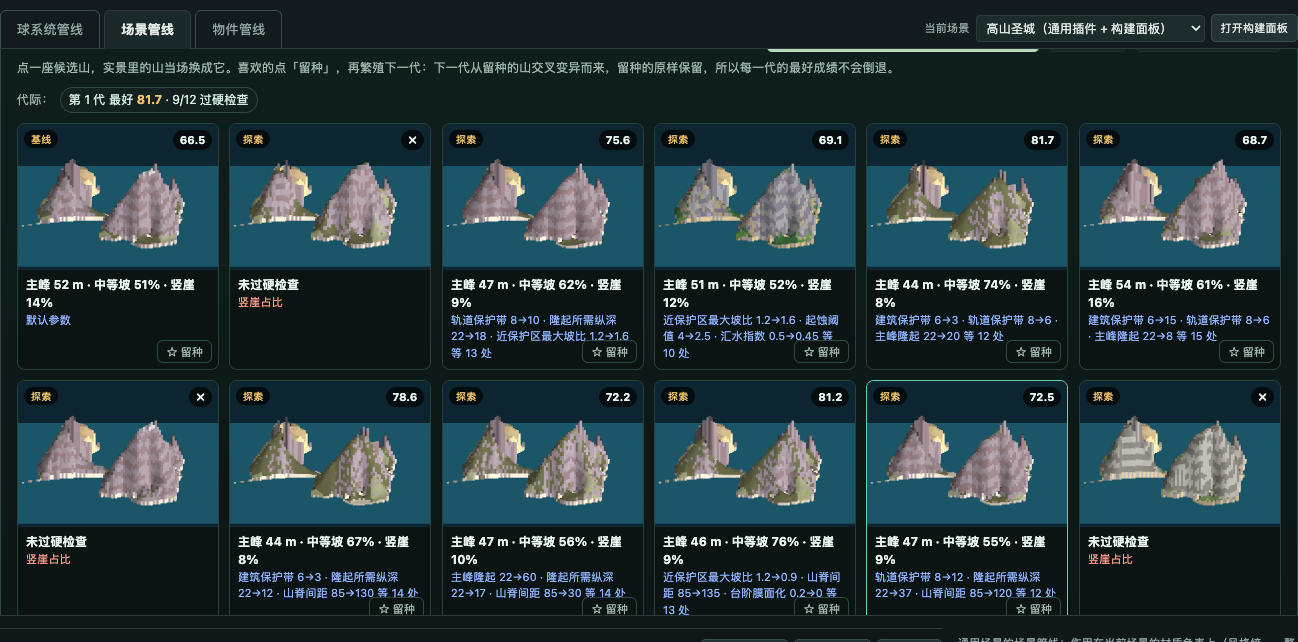 球系统管线 场景管线 物件管线 当前场景 高山圣城（通用插件 + 构建面板） 打开构建面板
点一座候选山，实景里的山当场换成它。喜欢的点「留种」，再繁殖下一代：下一代从留种的山交叉变异而来，留种的原样保留，所以每一代的最好成绩不会倒退。
代际： 第 1 代 最好 81.7 · 9/12 过硬检查
基线 66.5
主峰 52 m · 中等坡 51% · 竖崖
14%
默认参数
☆ 留种
探索 ✕
未过硬检查
竖崖占比
探索 75.6
主峰 47 m · 中等坡 62% · 竖崖
9%
轨道保护带 8→10 · 隆起所需纵深
22→18 · 近保护区最大坡比 1.2→1.6
等 13 处
☆ 留种
探索 69.1
主峰 51 m · 中等坡 52% · 竖崖
12%
近保护区最大坡比 1.2→1.6 · 起蚀阈
值 4→2.5 · 汇水指数 0.5→0.45 等
10 处
☆ 留种
探索 81.7
主峰 44 m · 中等坡 74% · 竖崖
8%
建筑保护带 6→3 · 轨道保护带 8→6 ·
主峰隆起 22→20 等 12 处
☆ 留种
探索 68.7
主峰 54 m · 中等坡 61% · 竖崖
16%
建筑保护带 6→15 · 轨道保护带 8→6
· 主峰隆起 22→8 等 15 处
☆ 留种
探索 ✕
未过硬检查
竖崖占比
探索 78.6
主峰 44 m · 中等坡 67% · 竖崖
8%
建筑保护带 6→3 · 隆起所需纵深
22→12 · 山脊间距 85→130 等 14 处
☆ 留种
探索 72.2
主峰 47 m · 中等坡 56% · 竖崖
10%
主峰隆起 22→60 · 隆起所需纵深
22→17 · 山脊间距 85→30 等 14 处
☆ 留种
探索 81.2
主峰 46 m · 中等坡 76% · 竖崖
9%
近保护区最大坡比 1.2→0.9 · 山脊间
距 85→135 · 台阶膜面化 0.2→0 等
13 处
☆ 留种
探索 72.5
主峰 47 m · 中等坡 55% · 竖崖
9%
轨道保护带 8→12 · 隆起所需纵深
22→37 · 山脊间距 85→120 等 12 处
☆ 留种
探索 ✕
未过硬检查
竖崖占比